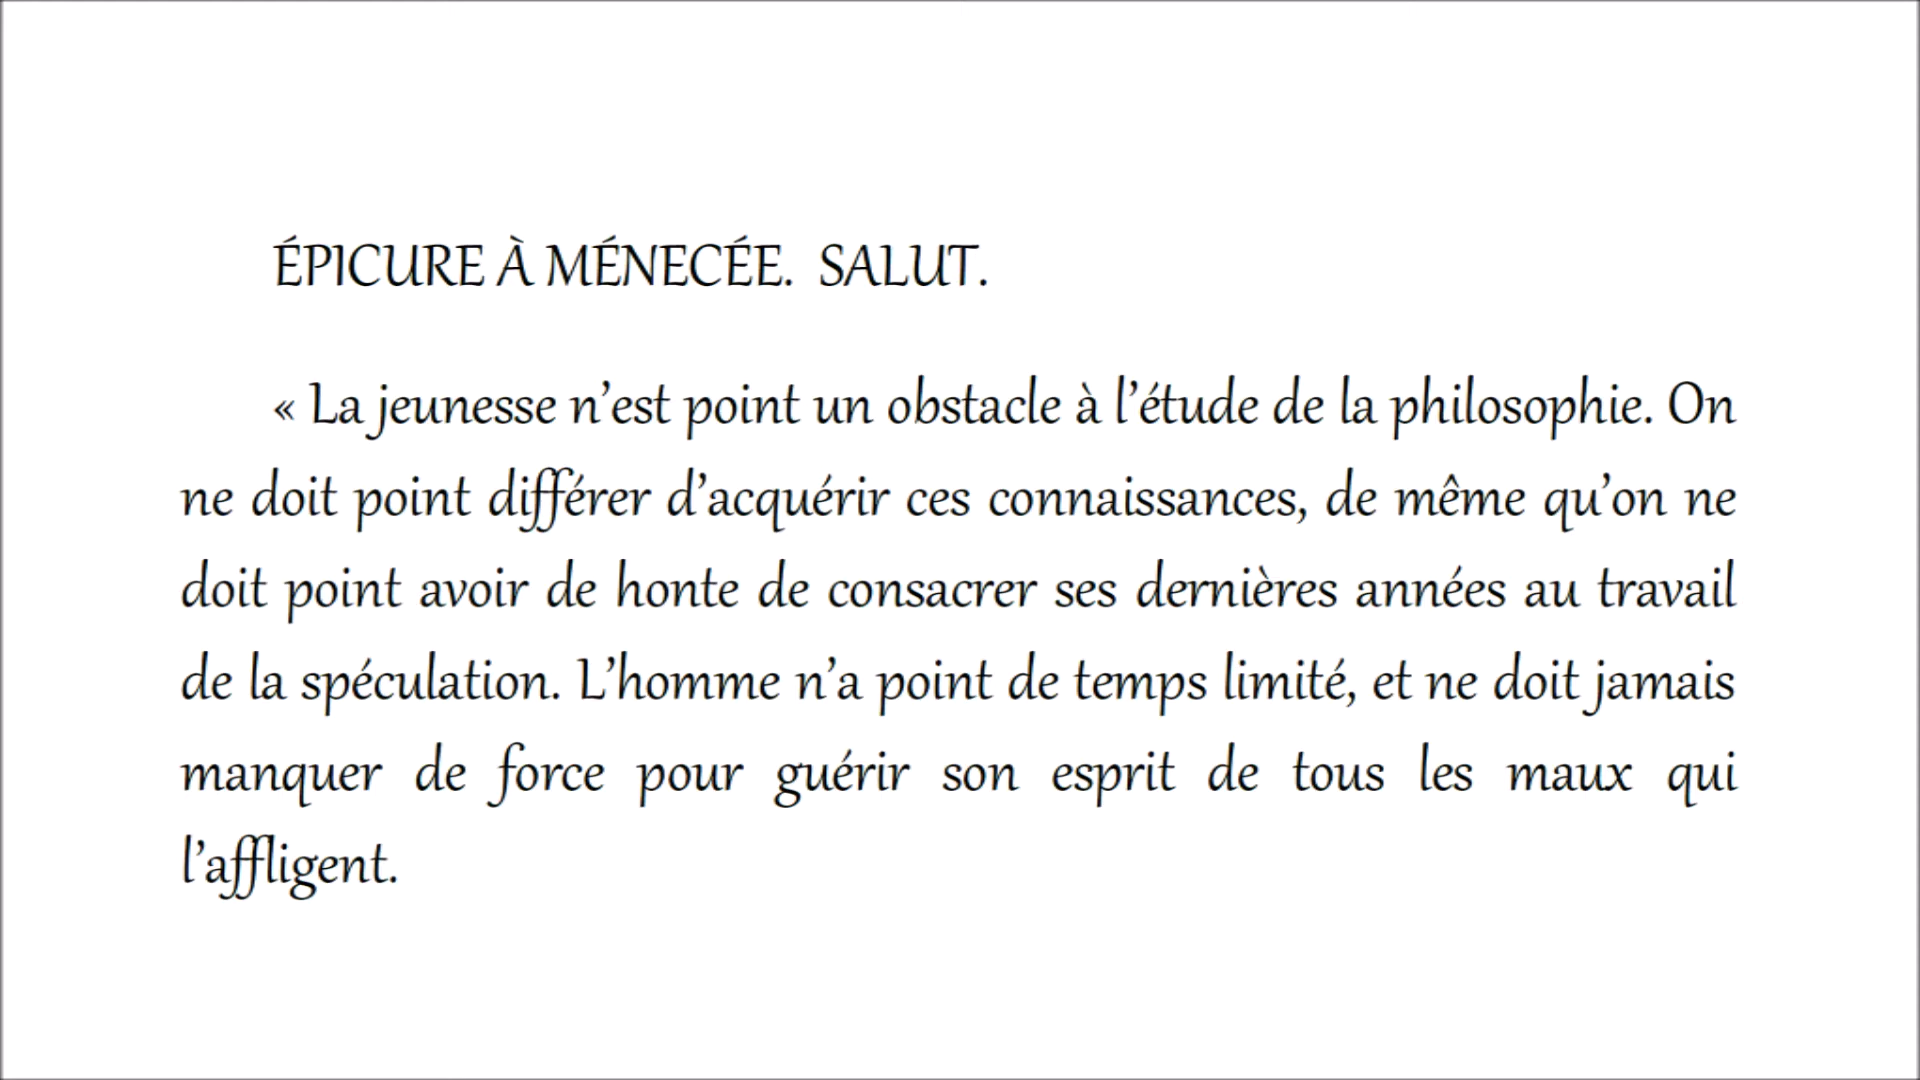 ÉPICURE À MÉNECÉE.  SALUT.
« La jeunesse n’est point un obstacle à l’étude de la philosophie. On
ne doit point différer d’acquérir ces connaissances, de même qu’on ne
doit point avoir de honte de consacrer ses dernières années au travail
de la spéculation. L’homme n’a point de temps limité, et ne doit jamais
manquer de force pour guérir son esprit de tous les maux qui
l’affligent.